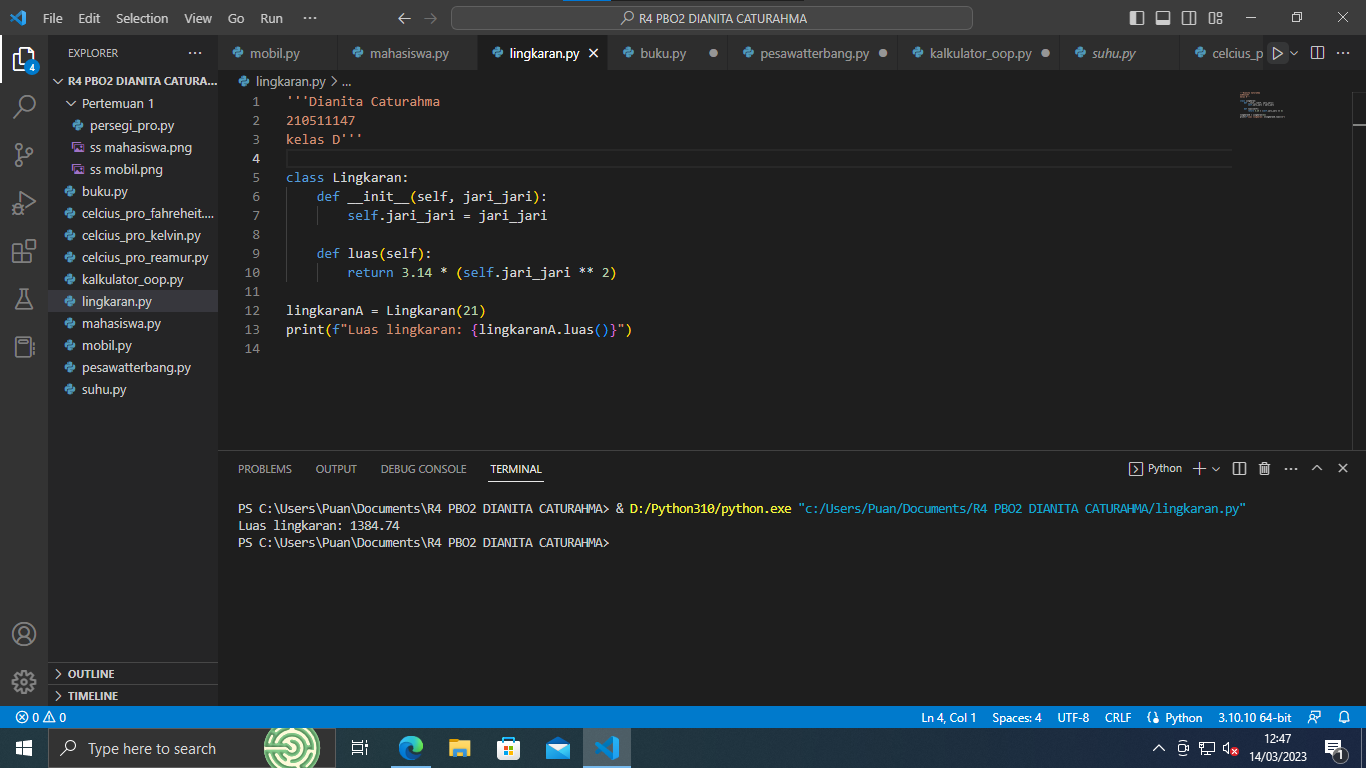 File Edit Selection View Go Run ··· R4 PBO2 DIANITA CATURAHMA
EXPLORER ···
4
R4 PBO2 DIANITA CATURA...
Pertemuan 1
persegi_pro.py
ss mahasiswa.png
ss mobil.png
buku.py
celcius_pro_fahreheit....
celcius_pro_kelvin.py
celcius_pro_reamur.py
kalkulator_oop.py
lingkaran.py
mahasiswa.py
mobil.py
pesawatterbang.py
suhu.py
OUTLINE
TIMELINE
mobil.py mahasiswa.py lingkaran.py buku.py pesawatterbang.py kalkulator_oop.py suhu.py celcius_p
lingkaran.py > ...
1 '''Dianita Caturahma
2 210511147
3 kelas D'''
4
5 class Lingkaran:
6 def __init__(self, jari_jari):
7 self.jari_jari = jari_jari
8
9 def luas(self):
10 return 3.14 * (self.jari_jari ** 2)
11
12 lingkaranA = Lingkaran(21)
13 print(f"Luas lingkaran: {lingkaranA.luas()}")
14
PROBLEMS OUTPUT DEBUG CONSOLE TERMINAL Python
PS C:\Users\Puan\Documents\R4 PBO2 DIANITA CATURAHMA> & D:/Python310/python.exe "c:/Users/Puan/Documents/R4 PBO2 DIANITA CATURAHMA/lingkaran.py"
Luas lingkaran: 1384.74
PS C:\Users\Puan\Documents\R4 PBO2 DIANITA CATURAHMA>
0 0 Ln 4, Col 1 Spaces: 4 UTF-8 CRLF Python 3.10.10 64-bit
Type here to search
12:47
14/03/2023
1